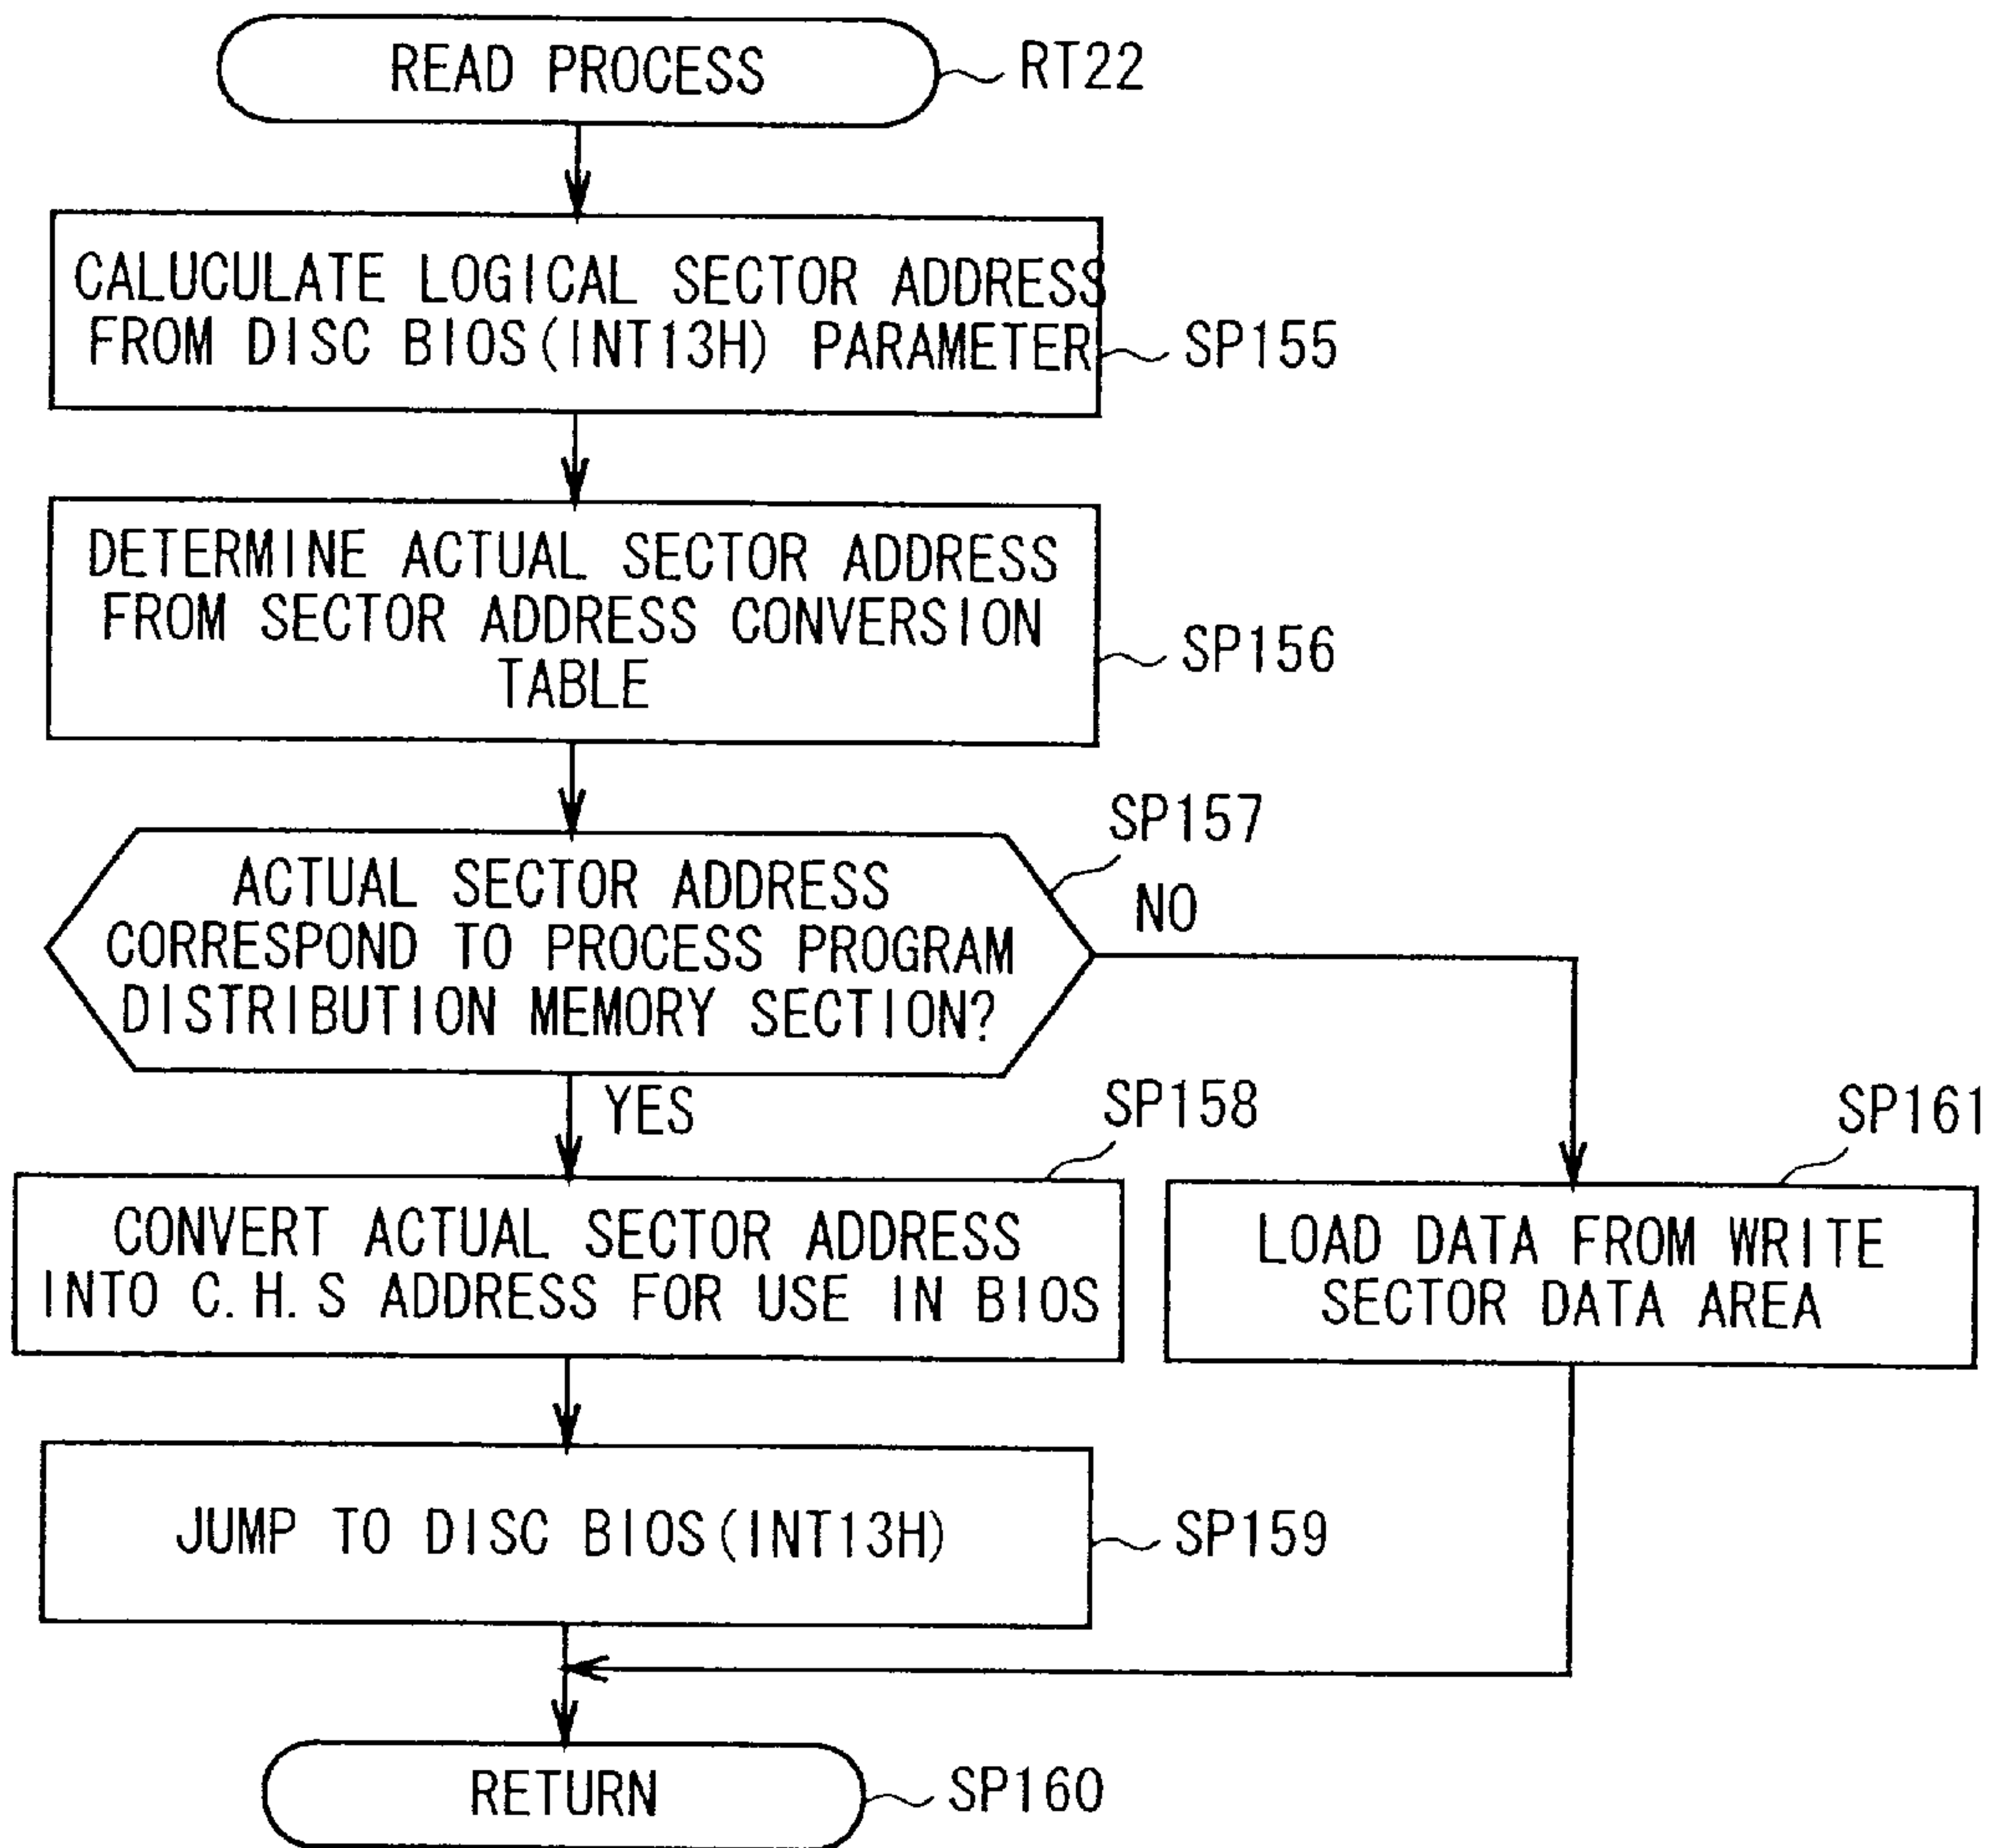 READ PROCESS
RT22
CALUCULATE LOGICAL SECTOR ADDRESS
FROM DISC BIOS(INT13H) PARAMETER
SP155
DETERMINE ACTUAL SECTOR ADDRESS
FROM SECTOR ADDRESS CONVERSION
TABLE
SP156
SP157
ACTUAL SECTOR ADDRESS
CORRESPOND TO PROCESS PROGRAM
DISTRIBUTION MEMORY SECTION?
NO
YES
SP158
SP161
CONVERT ACTUAL SECTOR ADDRESS
INTO C.H.S ADDRESS FOR USE IN BIOS
LOAD DATA FROM WRITE
SECTOR DATA AREA
JUMP TO DISC BIOS(INT13H)
SP159
RETURN
SP160